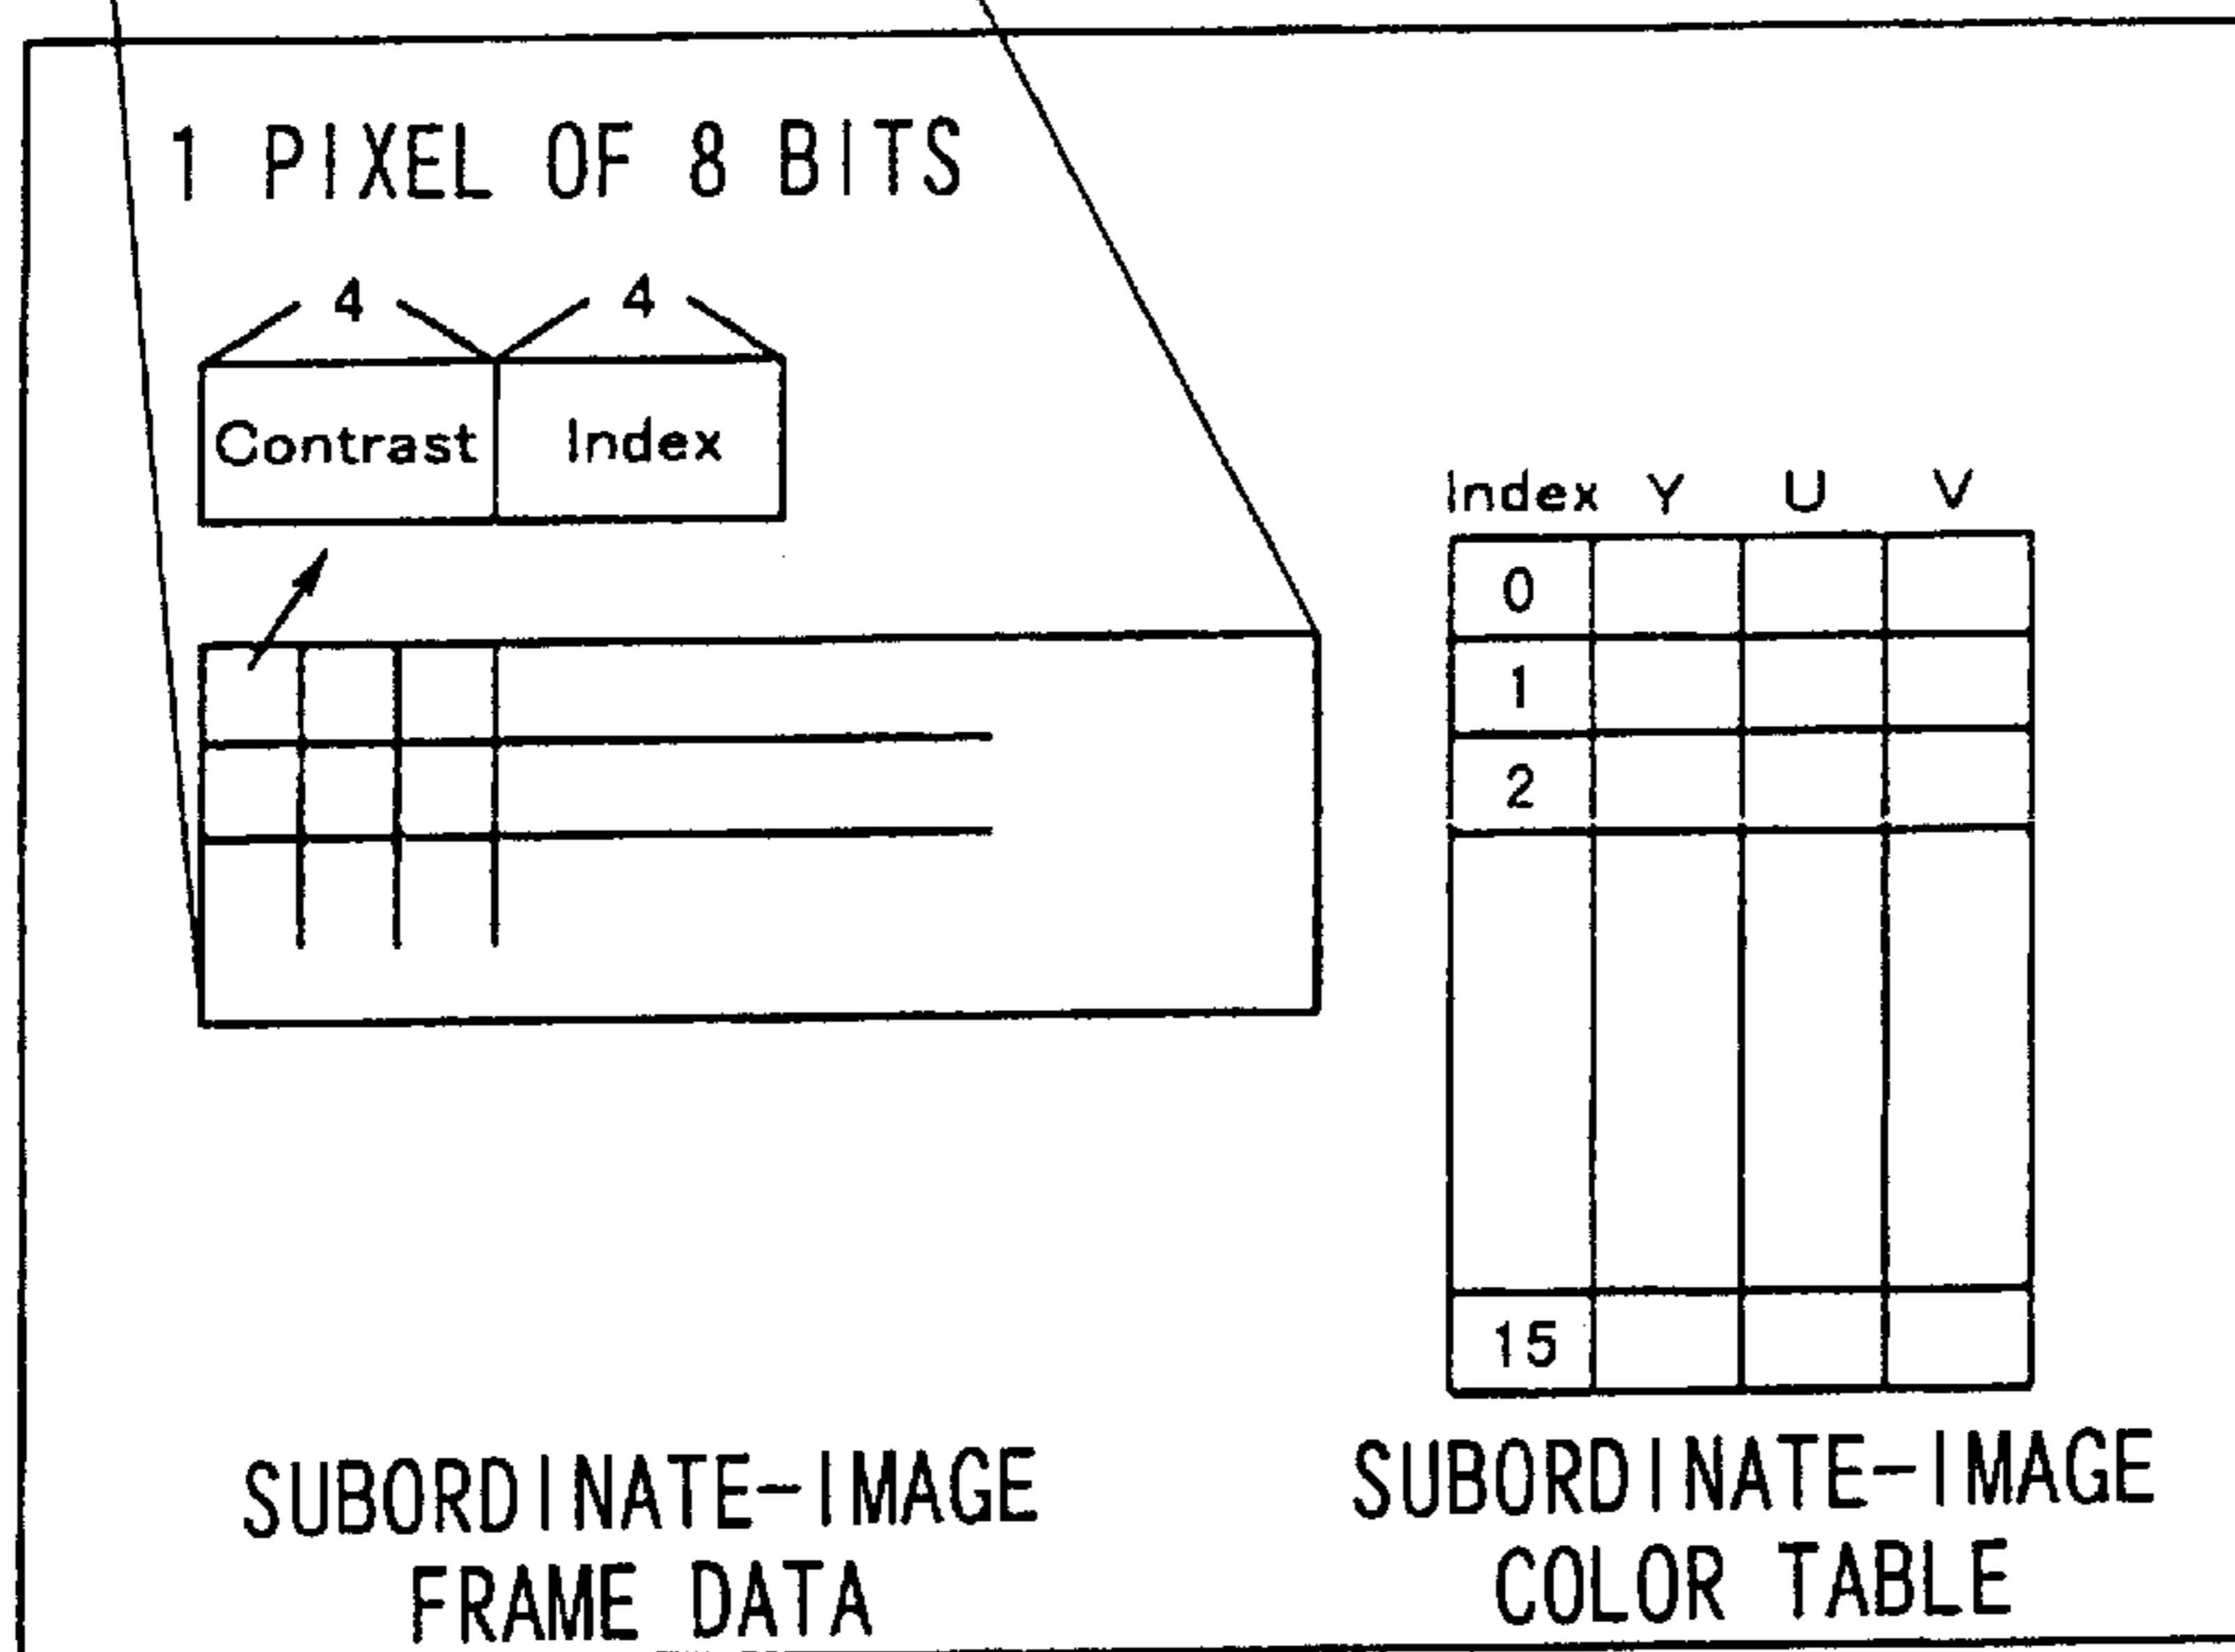 1 PIXEL OF 8 BITS
4 4
Contrast Index
Index Y U V
0
1
2
15
SUBORDINATE-IMAGE
FRAME DATA
SUBORDINATE-IMAGE
COLOR TABLE